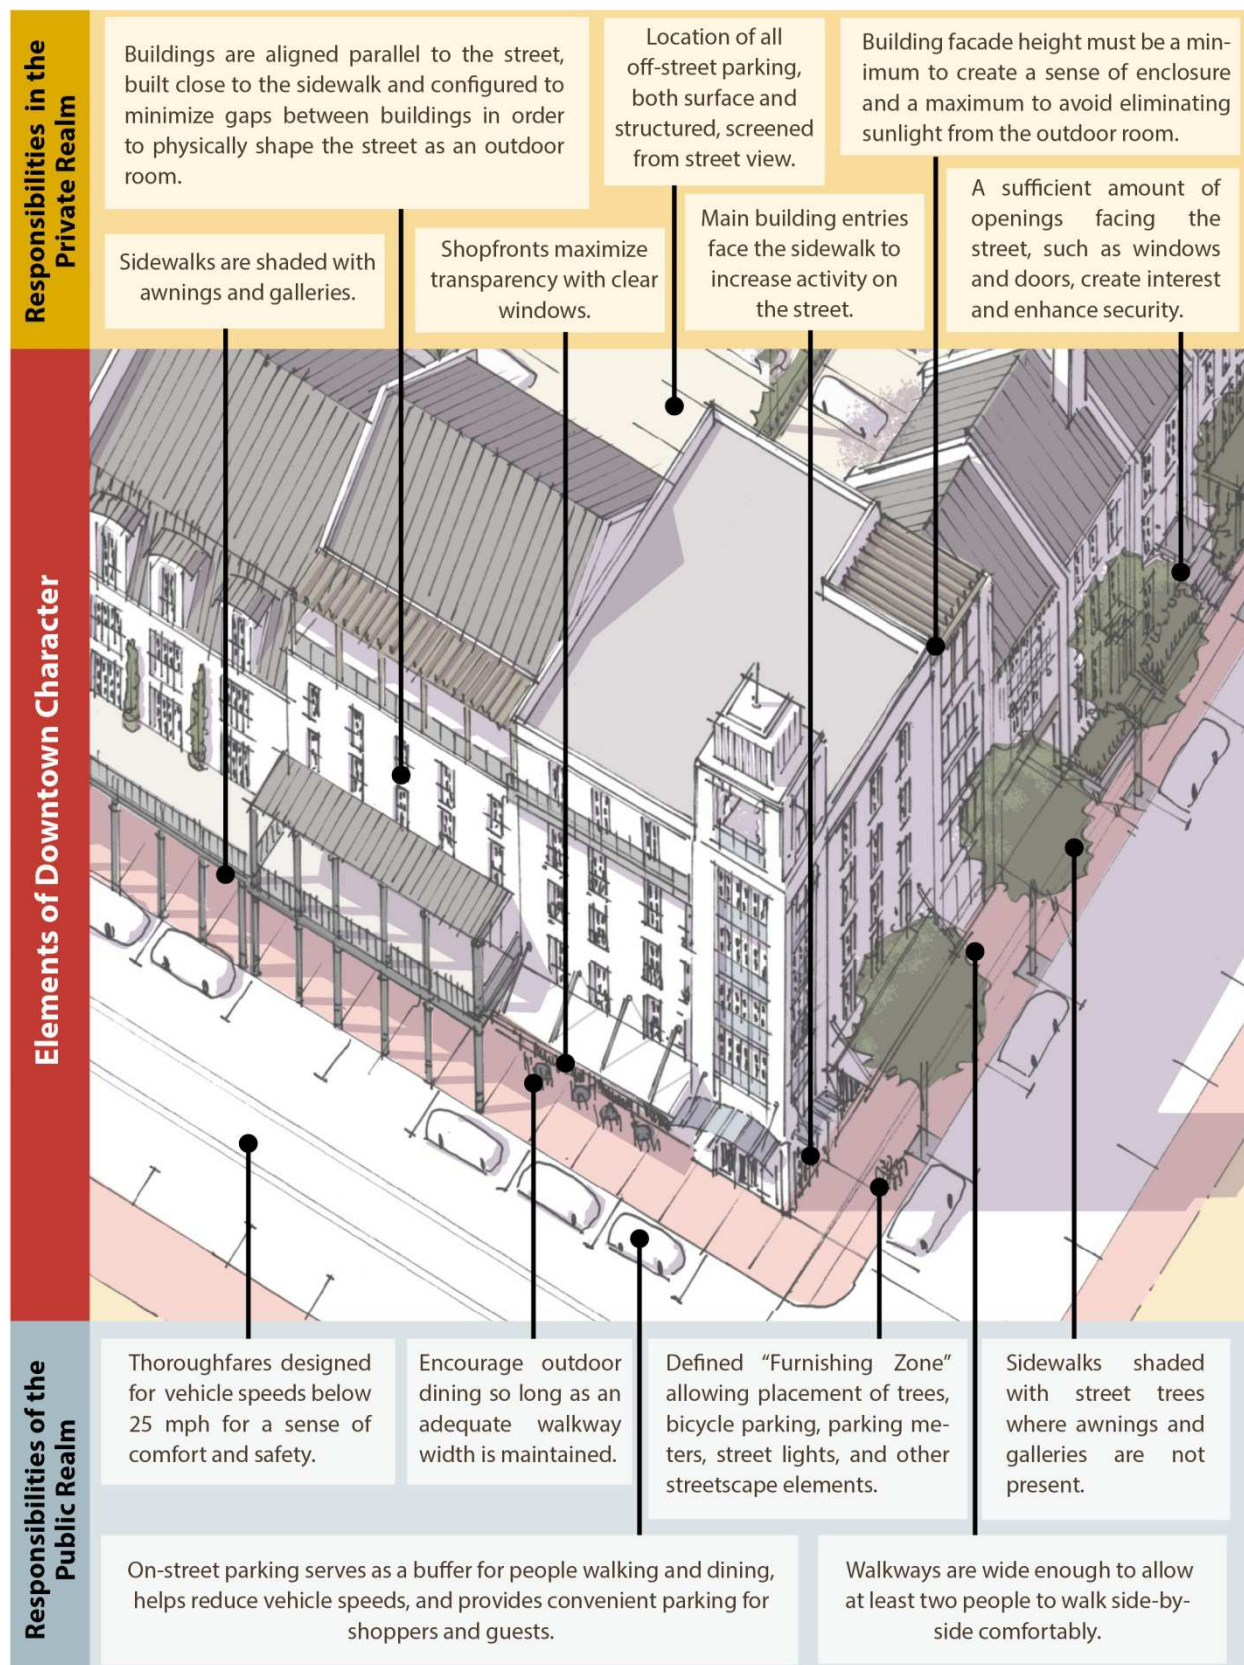 Responsibilities in the
Private Realm
Buildings are aligned parallel to the street,
built close to the sidewalk and configured to
minimize gaps between buildings in order
to physically shape the street as an outdoor
room.
Location of all
off-street parking,
both surface and
structured, screened
from street view.
Building facade height must be a min-
imum to create a sense of enclosure
and a maximum to avoid eliminating
sunlight from the outdoor room.
Sidewalks are shaded with
awnings and galleries.
Shopfronts maximize
transparency with clear
windows.
Main building entries
face the sidewalk to
increase activity on
the street.
A sufficient amount of
openings facing the
street, such as windows
and doors, create interest
and enhance security.
Elements of Downtown Character
Responsibilities of the
Public Realm
Thoroughfares designed
for vehicle speeds below
25 mph for a sense of
comfort and safety.
Encourage outdoor
dining so long as an
adequate walkway
width is maintained.
Defined “Furnishing Zone”
allowing placement of trees,
bicycle parking, parking me-
ters, street lights, and other
streetscape elements.
Sidewalks shaded
with street trees
where awnings and
galleries are not
present.
On-street parking serves as a buffer for people walking and dining,
helps reduce vehicle speeds, and provides convenient parking for
shoppers and guests.
Walkways are wide enough to allow
at least two people to walk side-by-
side comfortably.